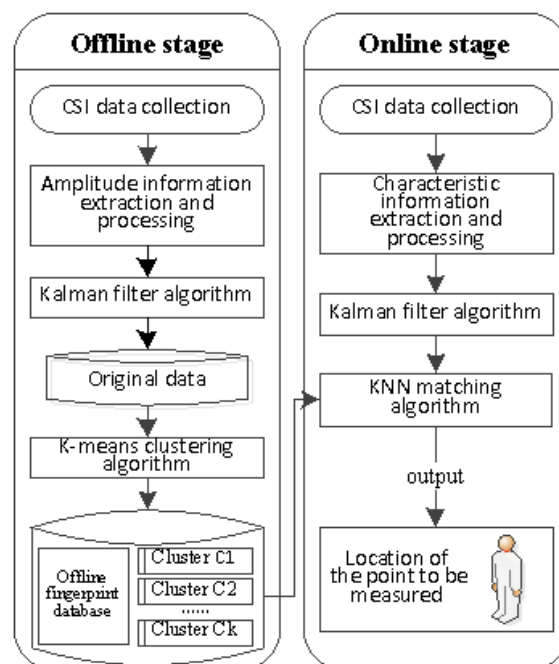 Offline stage
CSI data collection
Amplitude information
extraction and
processing
Kalman filter algorithm
Original data
K-means clustering
algorithm
Offline
fingerprint
database
Cluster C1
Cluster C2
......
Cluster Ck
Online stage
CSI data collection
Characteristic
information
extraction and
processing
Kalman filter algorithm
KNN matching
algorithm
output
Location of
the point to be
measured